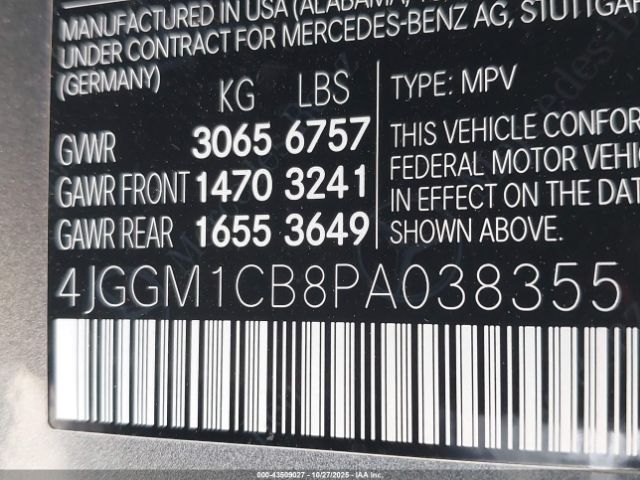 MANUFACTURED IN USA (ALABAMA),
UNDER CONTRACT FOR MERCEDES-BENZ AG, STUTTGAR
(GERMANY)
KG LBS
TYPE: MPV
GVWR 3065 6757
GAWR FRONT 1470 3241
GAWR REAR 1655 3649
THIS VEHICLE CONFOR
FEDERAL MOTOR VEHIC
IN EFFECT ON THE DAT
SHOWN ABOVE.
4JGGM1CB8PA038355
000-43509027 - 10/27/2025 - IAA Inc.